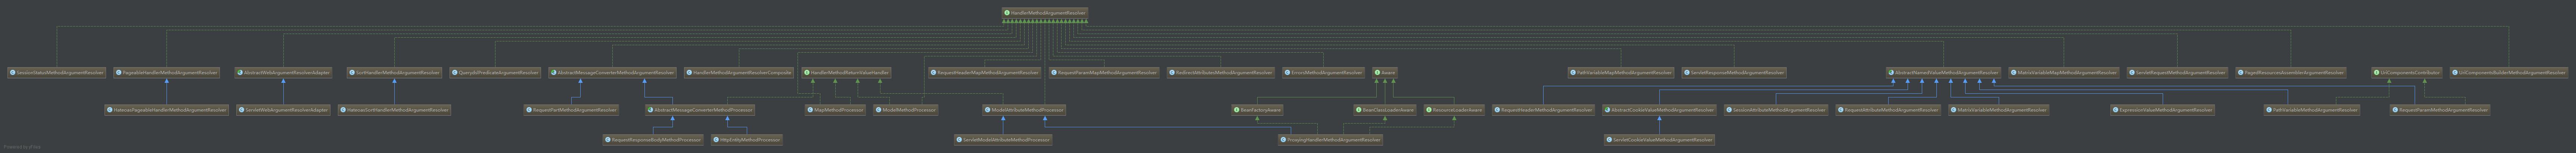 HandlerMethodArgumentResolver
SessionStatusMethodArgumentResolver
PageableHandlerMethodArgumentResolver
AbstractWebArgumentResolverAdapter
SortHandlerMethodArgumentResolver
QuerydslPredicateArgumentResolver
AbstractMessageConverterMethodArgumentResolver
HandlerMethodArgumentResolverComposite
HandlerMethodReturnValueHandler
RequestHeaderMapMethodArgumentResolver
RequestParamMapMethodArgumentResolver
RedirectAttributesMethodArgumentResolver
ErrorsMethodArgumentResolver
Aware
PathVariableMapMethodArgumentResolver
ServletResponseMethodArgumentResolver
AbstractNamedValueMethodArgumentResolver
MatrixVariableMapMethodArgumentResolver
ServletRequestMethodArgumentResolver
PagedResourcesAssemblerArgumentResolver
UriComponentsContributor
UriComponentsBuilderMethodArgumentResolver
HateoasPageableHandlerMethodArgumentResolver
ServletWebArgumentResolverAdapter
HateoasSortHandlerMethodArgumentResolver
RequestPartMethodArgumentResolver
AbstractMessageConverterMethodProcessor
MapMethodProcessor
ModelMethodProcessor
ModelAttributeMethodProcessor
BeanFactoryAware
BeanClassLoaderAware
ResourceLoaderAware
RequestHeaderMethodArgumentResolver
AbstractCookieValueMethodArgumentResolver
SessionAttributeMethodArgumentResolver
RequestAttributeMethodArgumentResolver
MatrixVariableMethodArgumentResolver
ExpressionValueMethodArgumentResolver
PathVariableMethodArgumentResolver
RequestParamMethodArgumentResolver
RequestResponseBodyMethodProcessor
HttpEntityMethodProcessor
ServletModelAttributeMethodProcessor
ProxyingHandlerMethodArgumentResolver
ServletCookieValueMethodArgumentResolver
Powered by yFiles